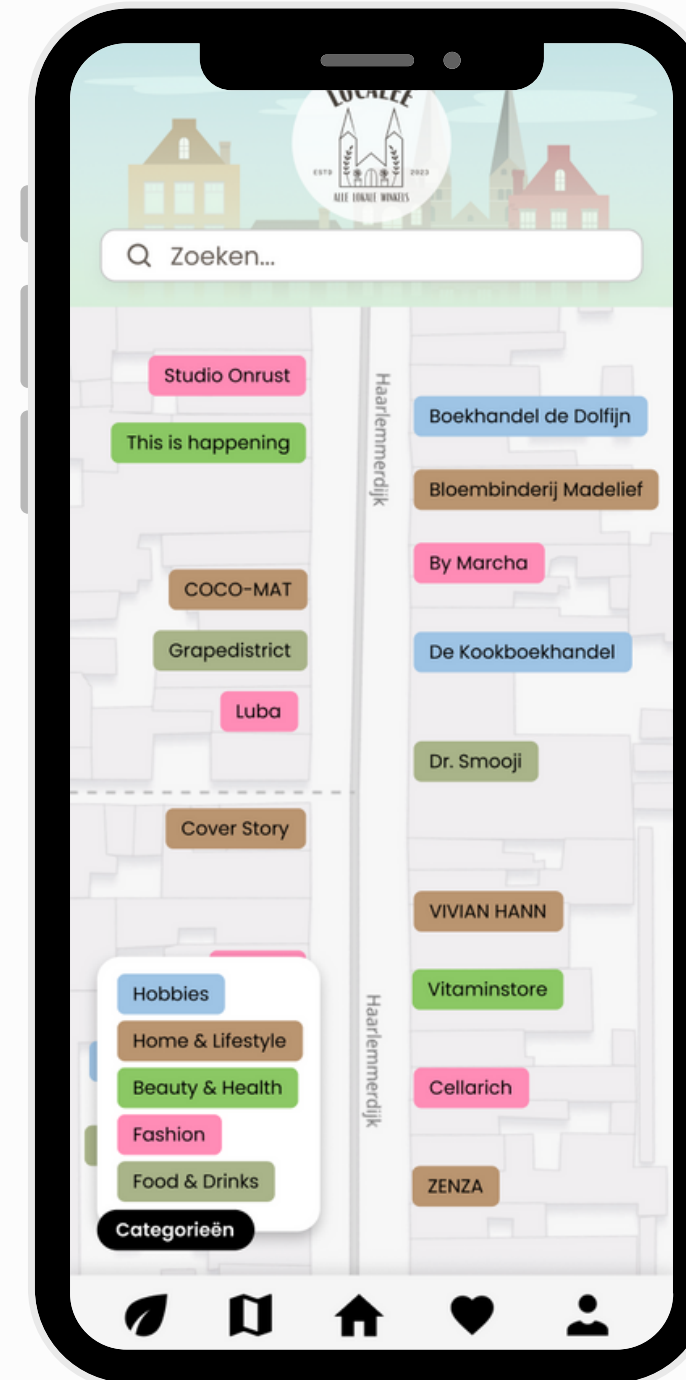 LOCALEE
ESTD 2023
ALLE LOKALE WINKELS
Zoeken...
Studio Onrust
This is happening
COCO-MAT
Grapedistrict
Luba
Cover Story
Haarlemmerdijk
Haarlemmerdijk
Boekhandel de Dolfijn
Bloembinderij Madelief
By Marcha
De Kookboekhandel
Dr. Smooji
VIVIAN HANN
Vitaminstore
Cellarich
ZENZA
Hobbies
Home & Lifestyle
Beauty & Health
Fashion
Food & Drinks
Categorieën